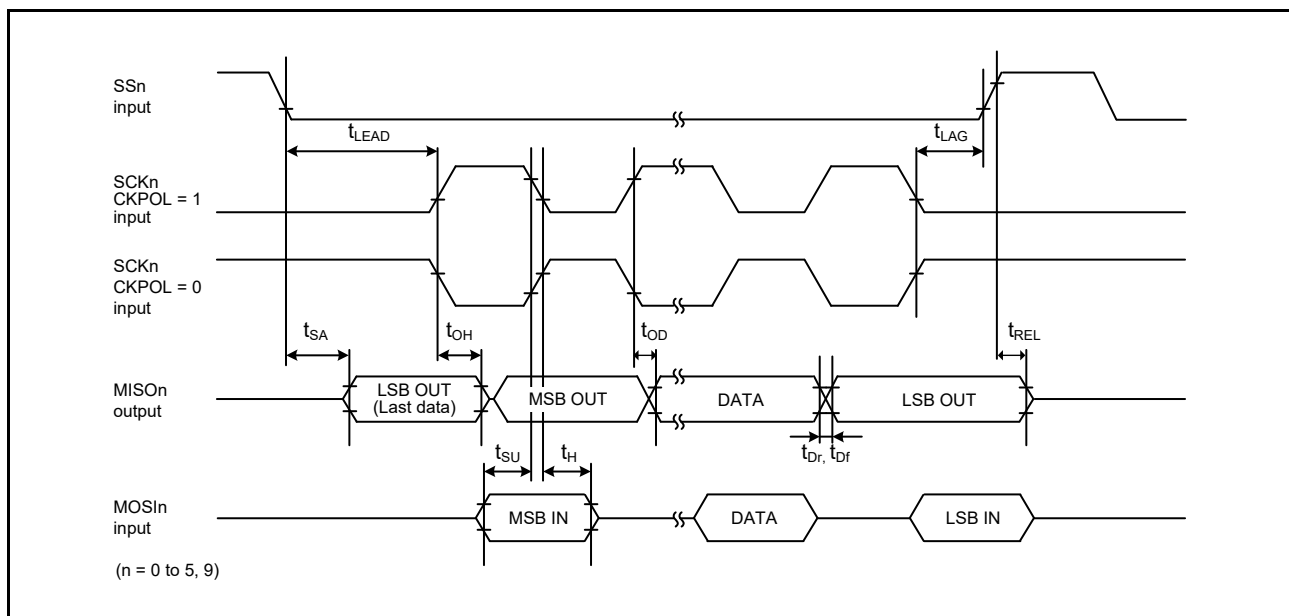 SSn
input
tLEAD
tLAG
SCKn
CKPOL = 1
input
SCKn
CKPOL = 0
input
tSA
tOH
tOD
tREL
MISOn
output
LSB OUT
(Last data)
MSB OUT
DATA
LSB OUT
tSU
tH
tDr, tDf
MOSIn
input
MSB IN
DATA
LSB IN
(n = 0 to 5, 9)